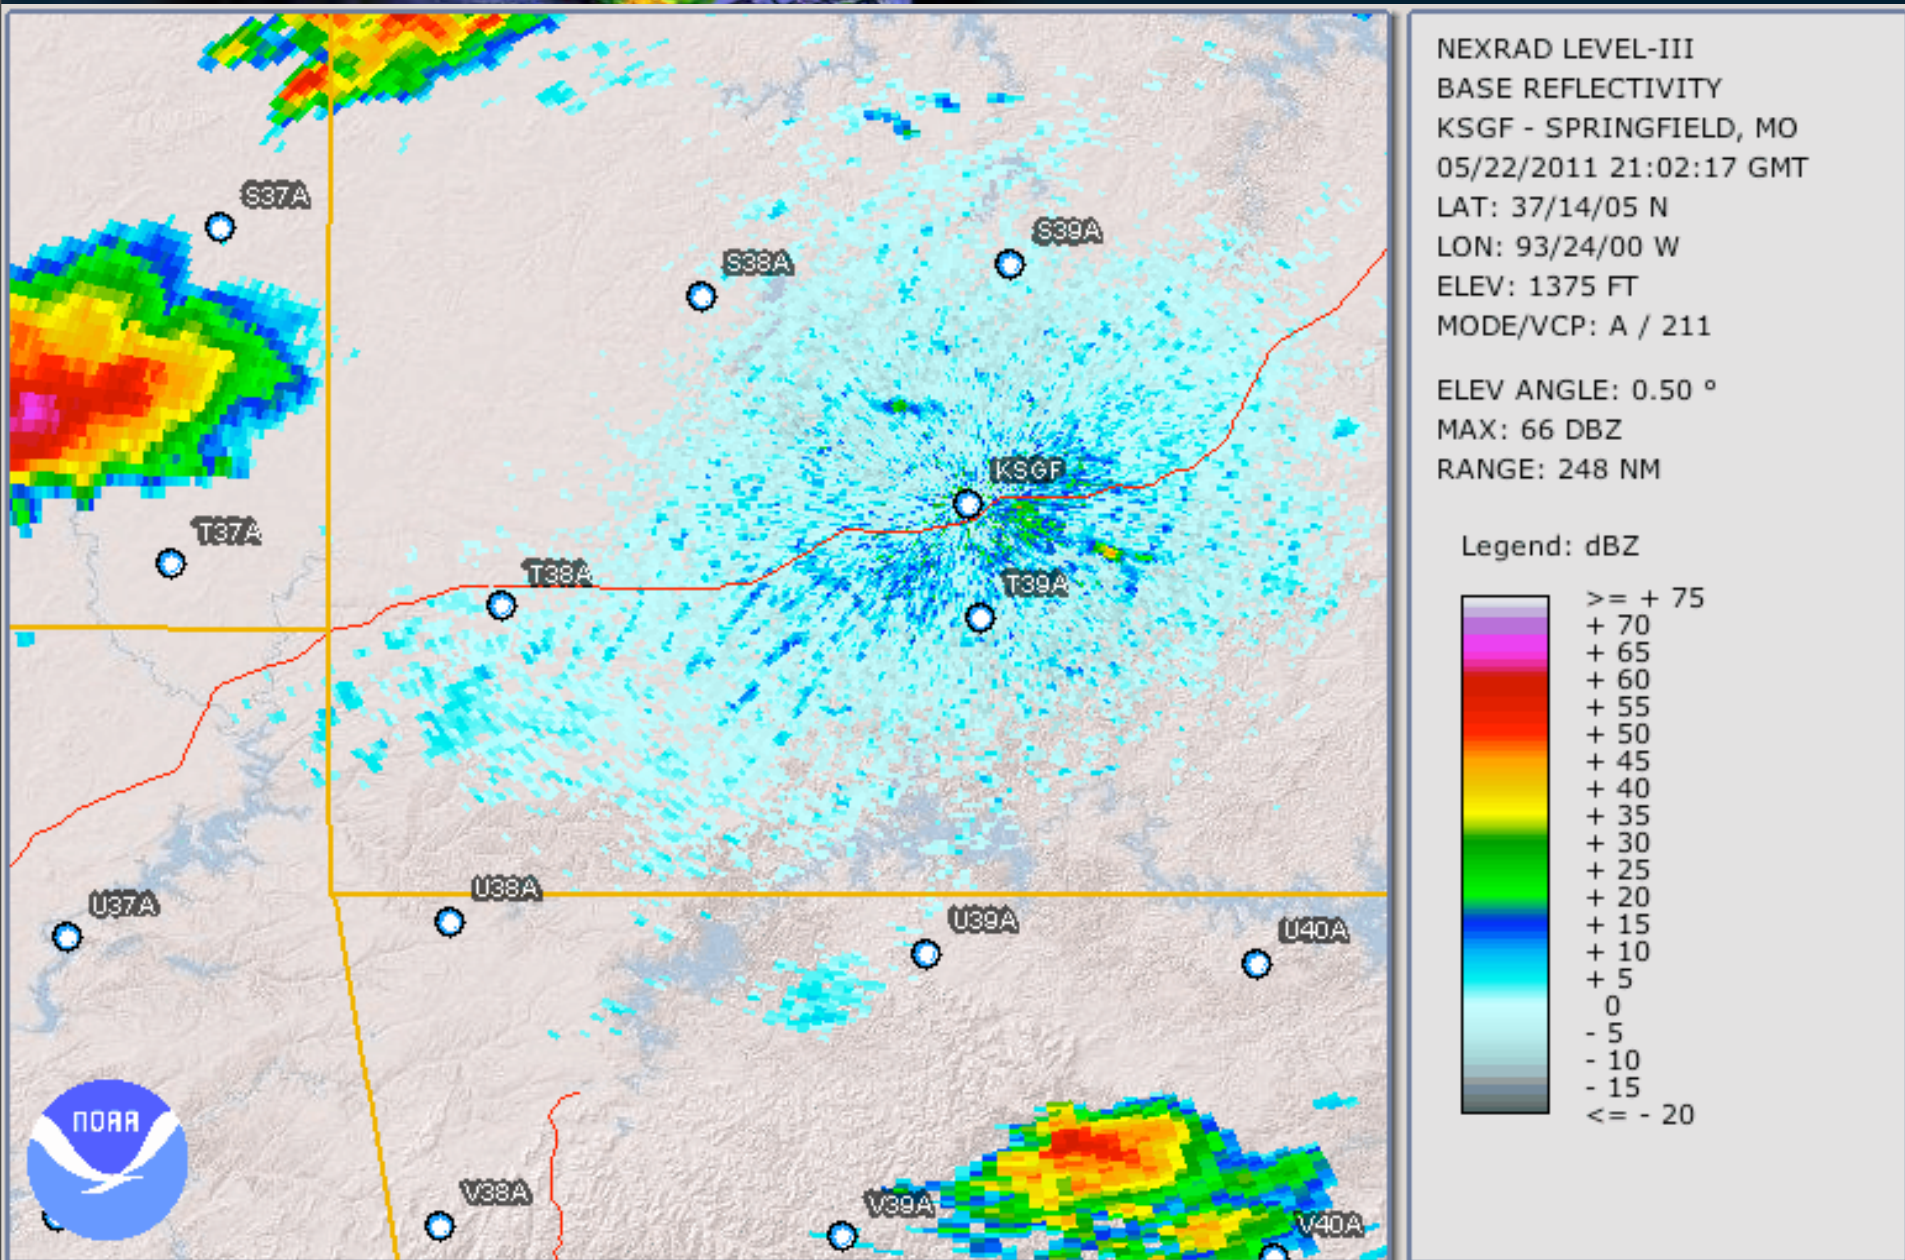 S37A
S38A
S39A
KSGF
T37A
T38A
T39A
U37A
U38A
U39A
U40A
NOAA
V38A
V39A
V40A
NEXRAD LEVEL-III
BASE REFLECTIVITY
KSGF - SPRINGFIELD, MO
05/22/2011 21:02:17 GMT
LAT: 37/14/05 N
LON: 93/24/00 W
ELEV: 1375 FT
MODE/VCP: A / 211
ELEV ANGLE: 0.50 °
MAX: 66 DBZ
RANGE: 248 NM
Legend: dBZ
>= + 75
+ 70
+ 65
+ 60
+ 55
+ 50
+ 45
+ 40
+ 35
+ 30
+ 25
+ 20
+ 15
+ 10
+ 5
0
- 5
- 10
- 15
<= - 20